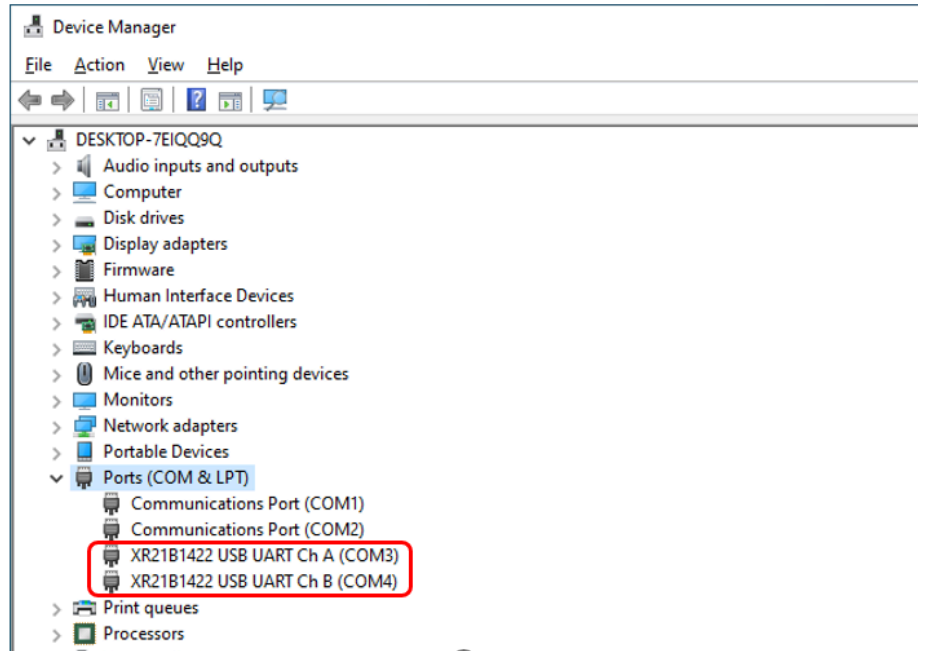 Device Manager
File Action View Help
DESKTOP-7EIQQ9Q
Audio inputs and outputs
Computer
Disk drives
Display adapters
Firmware
Human Interface Devices
IDE ATA/ATAPI controllers
Keyboards
Mice and other pointing devices
Monitors
Network adapters
Portable Devices
Ports (COM & LPT)
Communications Port (COM1)
Communications Port (COM2)
XR21B1422 USB UART Ch A (COM3)
XR21B1422 USB UART Ch B (COM4)
Print queues
Processors